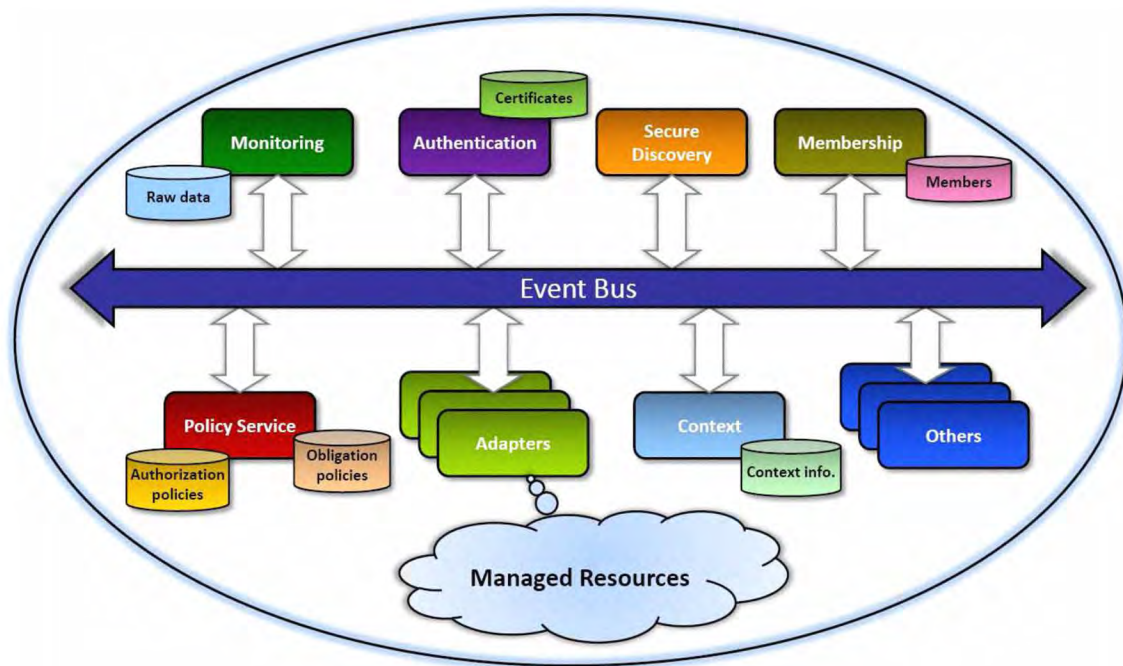 Certificates
Monitoring
Authentication
Secure
Discovery
Membership
Raw data
Members
Event Bus
Policy Service
Adapters
Context
Others
Authorization
policies
Obligation
policies
Context info.
Managed Resources